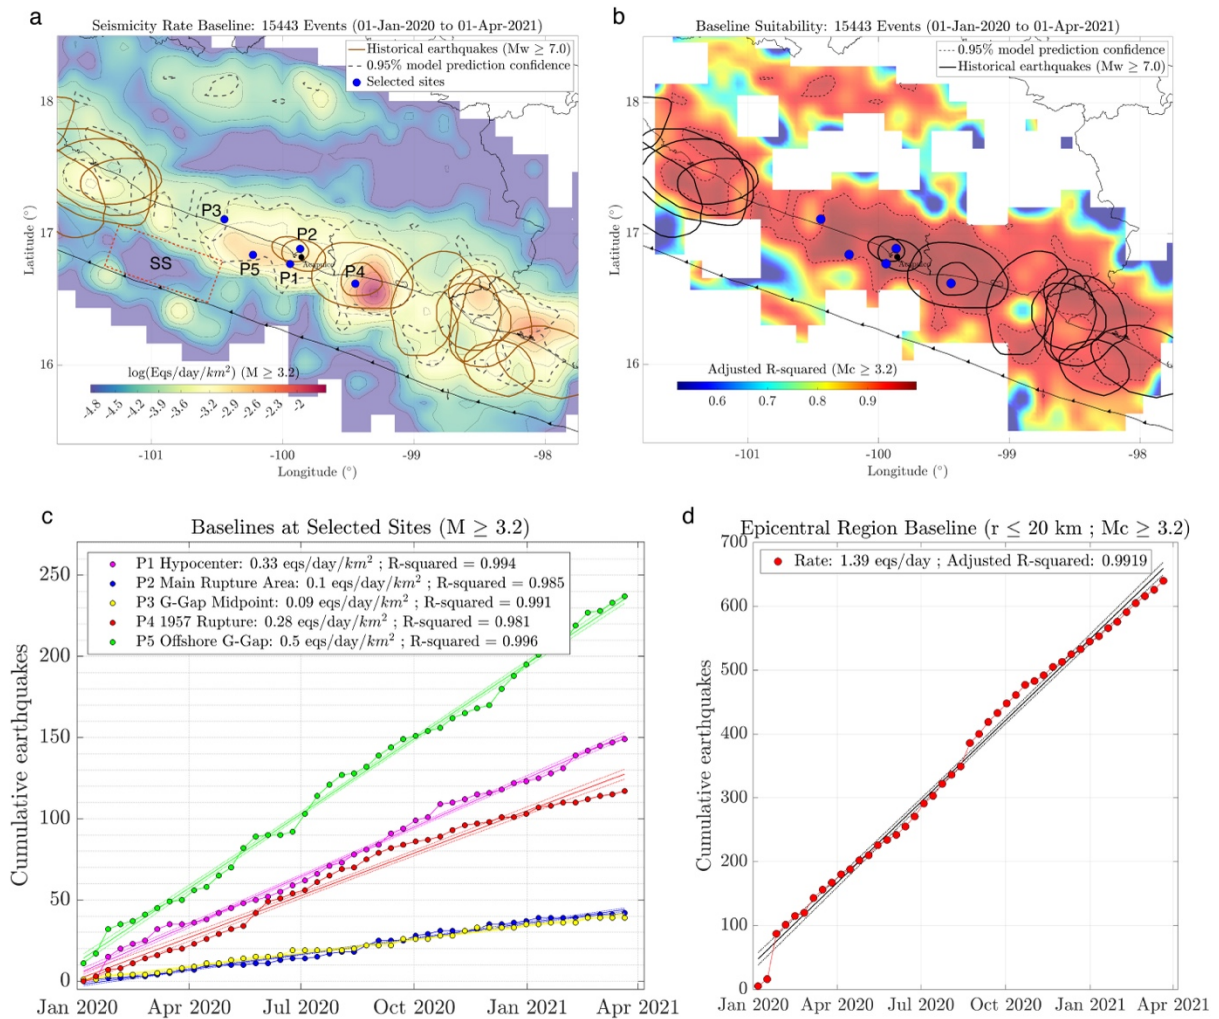 a
Seismicity Rate Baseline: 15443 Events (01-Jan-2020 to 01-Apr-2021)
Historical earthquakes (Mw ≥ 7.0)
0.95% model prediction confidence
Selected sites
18
17
16
Latitude (°)
P3
P2
SS
P5
P1
P4
Acapulco
log(Eqs/day/km²) (M ≥ 3.2)
-4.8 -4.5 -4.2 -3.9 -3.6 -3.2 -2.9 -2.6 -2.3 -2
-101 -100 -99 -98
Longitude (°)
b
Baseline Suitability: 15443 Events (01-Jan-2020 to 01-Apr-2021)
0.95% model prediction confidence
Historical earthquakes (Mw ≥ 7.0)
18
17
16
Latitude (°)
Acapulco
Adjusted R-squared (Mc ≥ 3.2)
0.6 0.7 0.8 0.9
-101 -100 -99 -98
Longitude (°)
c
Baselines at Selected Sites (M ≥ 3.2)
P1 Hypocenter: 0.33 eqs/day/km² ; R-squared = 0.994
P2 Main Rupture Area: 0.1 eqs/day/km² ; R-squared = 0.985
P3 G-Gap Midpoint: 0.09 eqs/day/km² ; R-squared = 0.991
P4 1957 Rupture: 0.28 eqs/day/km² ; R-squared = 0.981
P5 Offshore G-Gap: 0.5 eqs/day/km² ; R-squared = 0.996
250
200
150
100
50
0
Cumulative earthquakes
Jan 2020 Apr 2020 Jul 2020 Oct 2020 Jan 2021 Apr 2021
d
Epicentral Region Baseline (r ≤ 20 km ; Mc ≥ 3.2)
Rate: 1.39 eqs/day ; Adjusted R-squared: 0.9919
700
600
500
400
300
200
100
0
Cumulative earthquakes
Jan 2020 Apr 2020 Jul 2020 Oct 2020 Jan 2021 Apr 2021